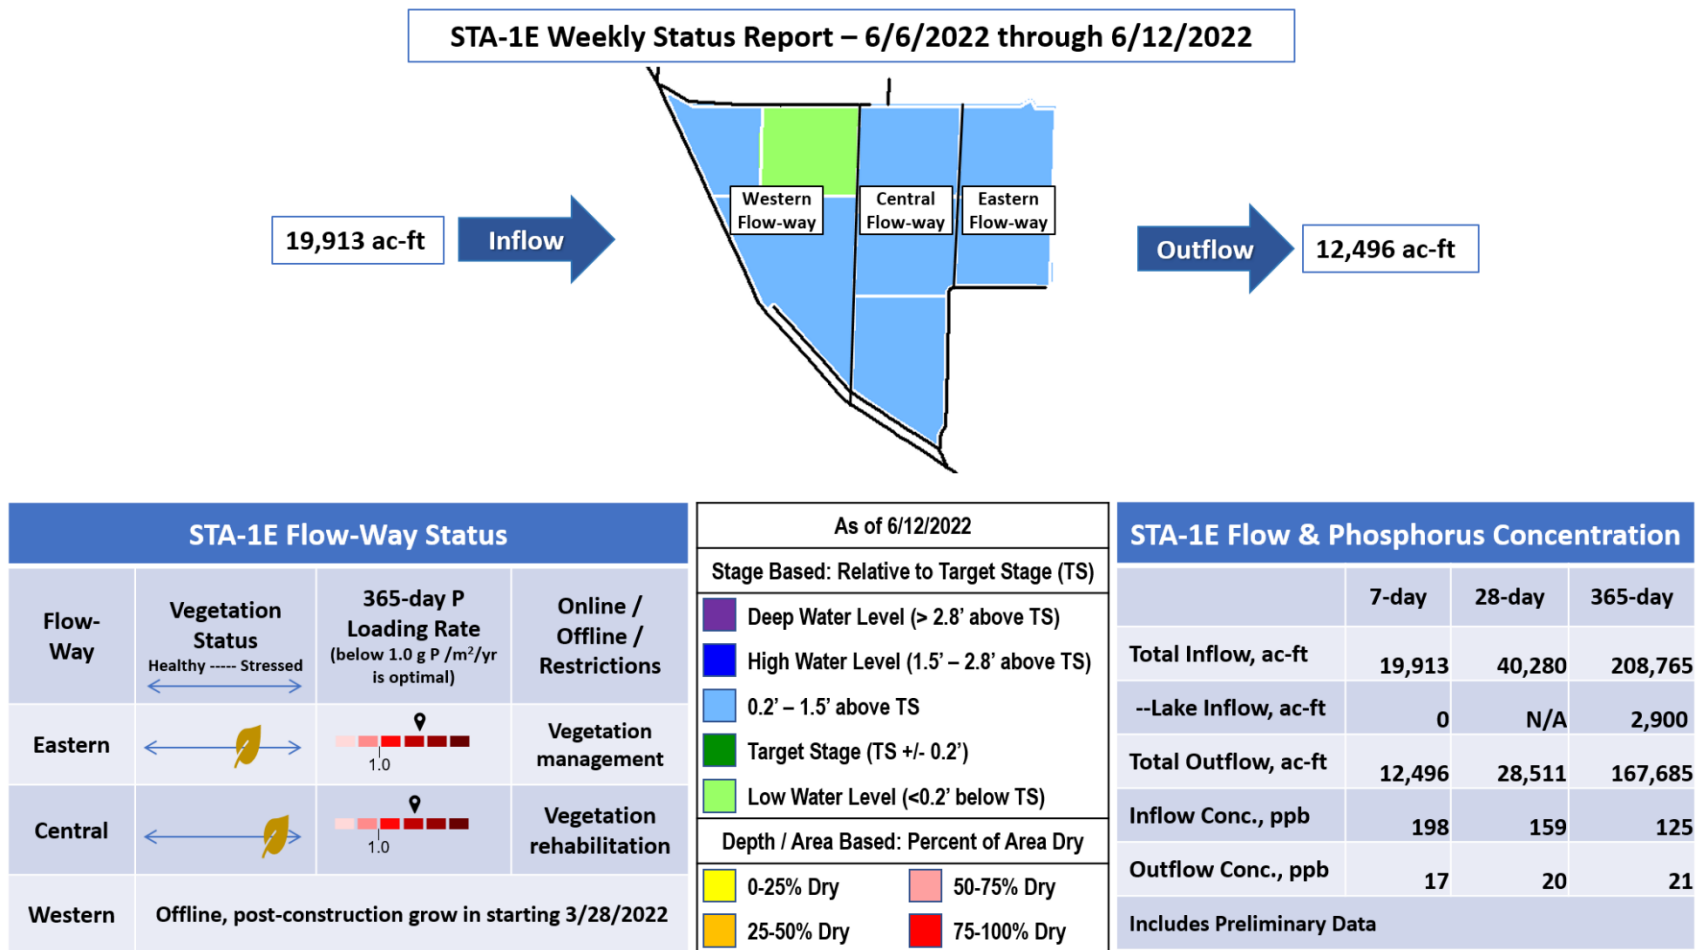 STA-1E Weekly Status Report – 6/6/2022 through 6/12/2022
19,913 ac-ft
Inflow
Western
Flow-way
Central
Flow-way
Eastern
Flow-way
Outflow
12,496 ac-ft
STA-1E Flow-Way Status
Flow-
Way
Vegetation
Status
Healthy ----- Stressed
365-day P
Loading Rate
(below 1.0 g P /m²/yr
is optimal)
Online /
Offline /
Restrictions
Eastern
1.0
Vegetation
management
Central
1.0
Vegetation
rehabilitation
Western
Offline, post-construction grow in starting 3/28/2022
As of 6/12/2022
Stage Based: Relative to Target Stage (TS)
Deep Water Level (> 2.8’ above TS)
High Water Level (1.5’ – 2.8’ above TS)
0.2’ – 1.5’ above TS
Target Stage (TS +/- 0.2’)
Low Water Level (<0.2’ below TS)
Depth / Area Based: Percent of Area Dry
0-25% Dry
50-75% Dry
25-50% Dry
75-100% Dry
STA-1E Flow & Phosphorus Concentration
7-day 28-day 365-day
Total Inflow, ac-ft 19,913 40,280 208,765
--Lake Inflow, ac-ft 0 N/A 2,900
Total Outflow, ac-ft 12,496 28,511 167,685
Inflow Conc., ppb 198 159 125
Outflow Conc., ppb 17 20 21
Includes Preliminary Data